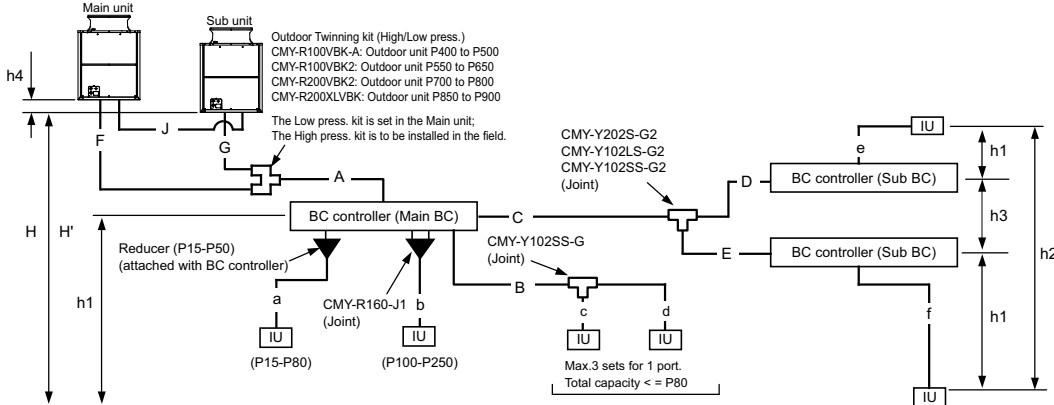 Main unit
Sub unit
Outdoor Twinning kit (High/Low press.)
CMY-R100VBK-A: Outdoor unit P400 to P500
CMY-R100VBK2: Outdoor unit P550 to P650
CMY-R200VBK2: Outdoor unit P700 to P800
CMY-R200XLVBK: Outdoor unit P850 to P900
The Low press. kit is set in the Main unit;
The High press. kit is to be installed in the field.
h4
F
J
G
A
H
H'
h1
BC controller (Main BC)
Reducer (P15-P50)
(attached with BC controller)
a
IU
(P15-P80)
CMY-R160-J1
(Joint)
b
IU
(P100-P250)
C
B
CMY-Y102SS-G
(Joint)
c
d
IU
IU
Max.3 sets for 1 port.
Total capacity < = P80
CMY-Y202S-G2
CMY-Y102LS-G2
CMY-Y102SS-G2
(Joint)
D
E
e
IU
BC controller (Sub BC)
BC controller (Sub BC)
f
IU
h1
h3
h2
h1